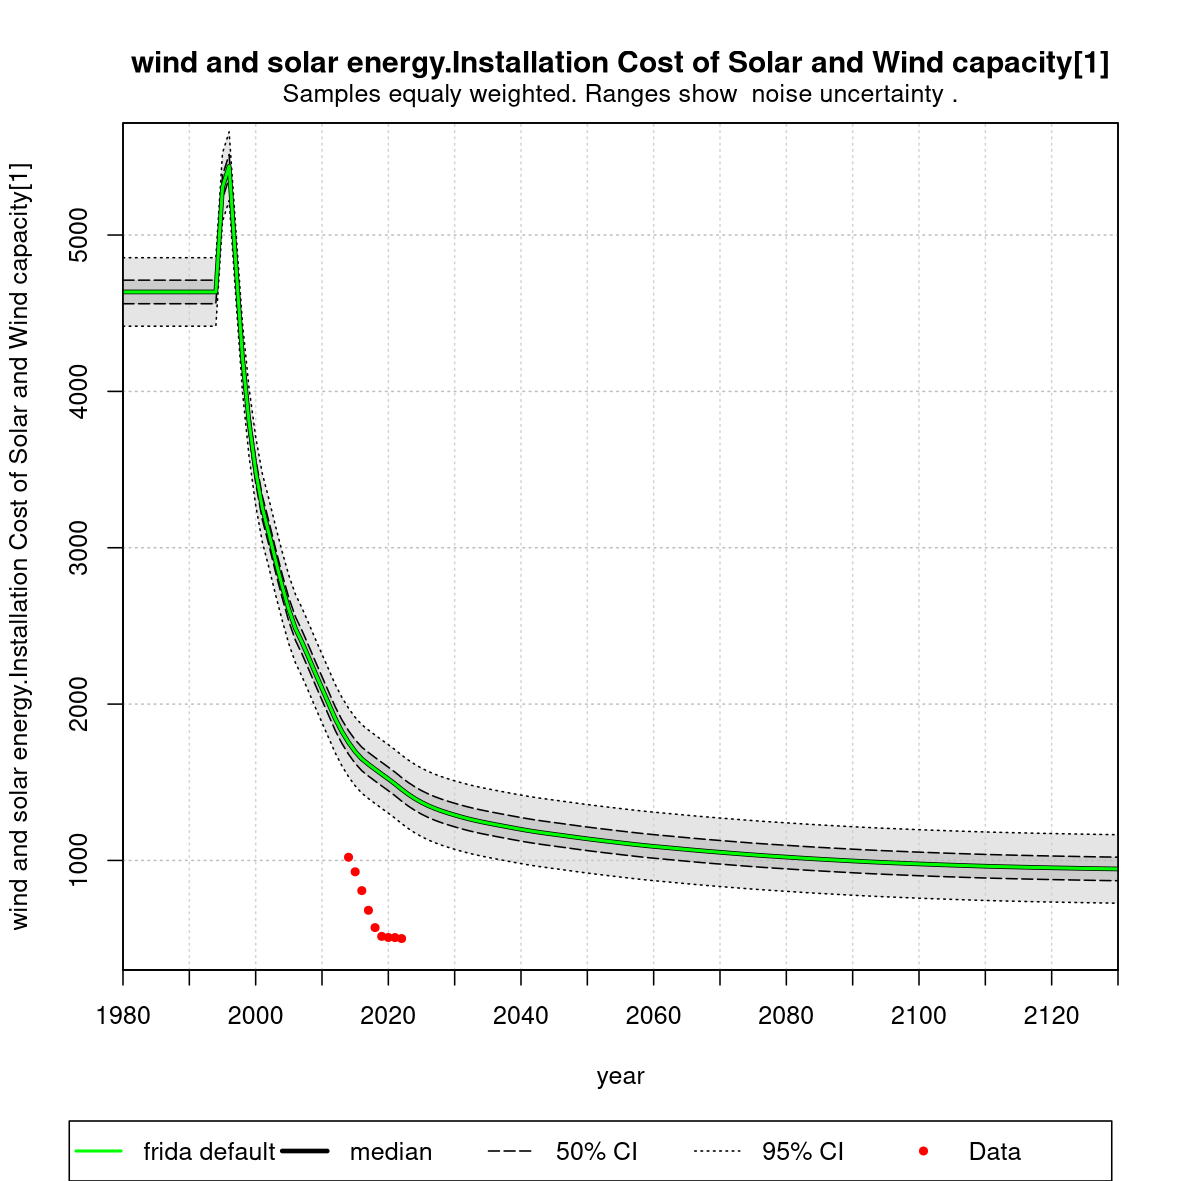 wind and solar energy.Installation Cost of Solar and Wind capacity[1]
Samples equaly weighted. Ranges show  noise uncertainty .
wind and solar energy.Installation Cost of Solar and Wind capacity[1]
5000
4000
3000
2000
1000
1980 2000 2020 2040 2060 2080 2100 2120
year
frida default median 50% CI 95% CI Data